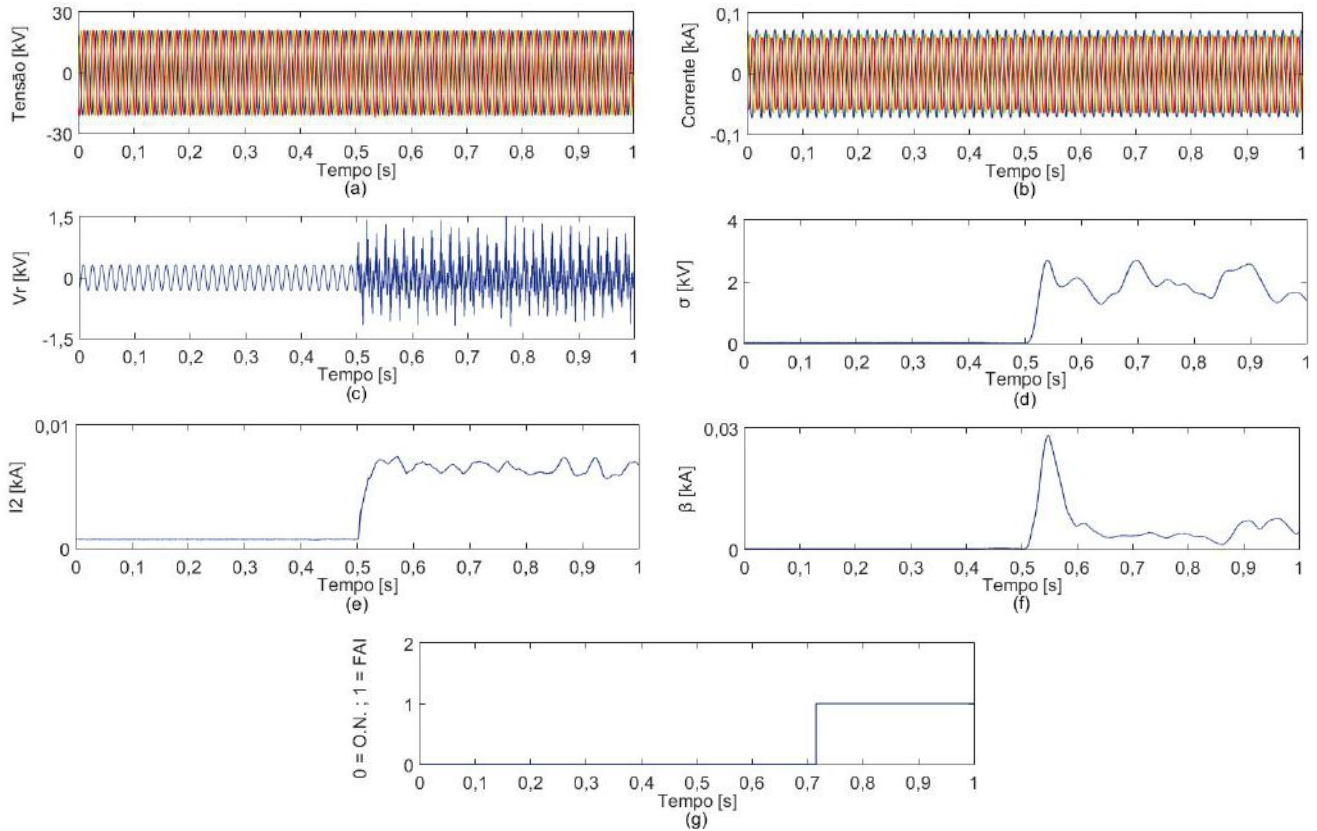 30
0
-30
Tensão [kV]
0 0,1 0,2 0,3 0,4 0,5 0,6 0,7 0,8 0,9 1
Tempo [s]
(a)
0,1
0
-0,1
Corrente [kA]
0 0,1 0,2 0,3 0,4 0,5 0,6 0,7 0,8 0,9 1
Tempo [s]
(b)
1,5
0
-1,5
Vr [kV]
0 0,1 0,2 0,3 0,4 0,5 0,6 0,7 0,8 0,9 1
Tempo [s]
(c)
4
2
0
σ [kV]
0 0,1 0,2 0,3 0,4 0,5 0,6 0,7 0,8 0,9 1
Tempo [s]
(d)
0,01
0
I2 [kA]
0 0,1 0,2 0,3 0,4 0,5 0,6 0,7 0,8 0,9 1
Tempo [s]
(e)
0,03
0
β [kA]
0 0,1 0,2 0,3 0,4 0,5 0,6 0,7 0,8 0,9 1
Tempo [s]
(f)
2
1
0
0 = O.N. ; 1 = FAI
0 0,1 0,2 0,3 0,4 0,5 0,6 0,7 0,8 0,9 1
Tempo [s]
(g)